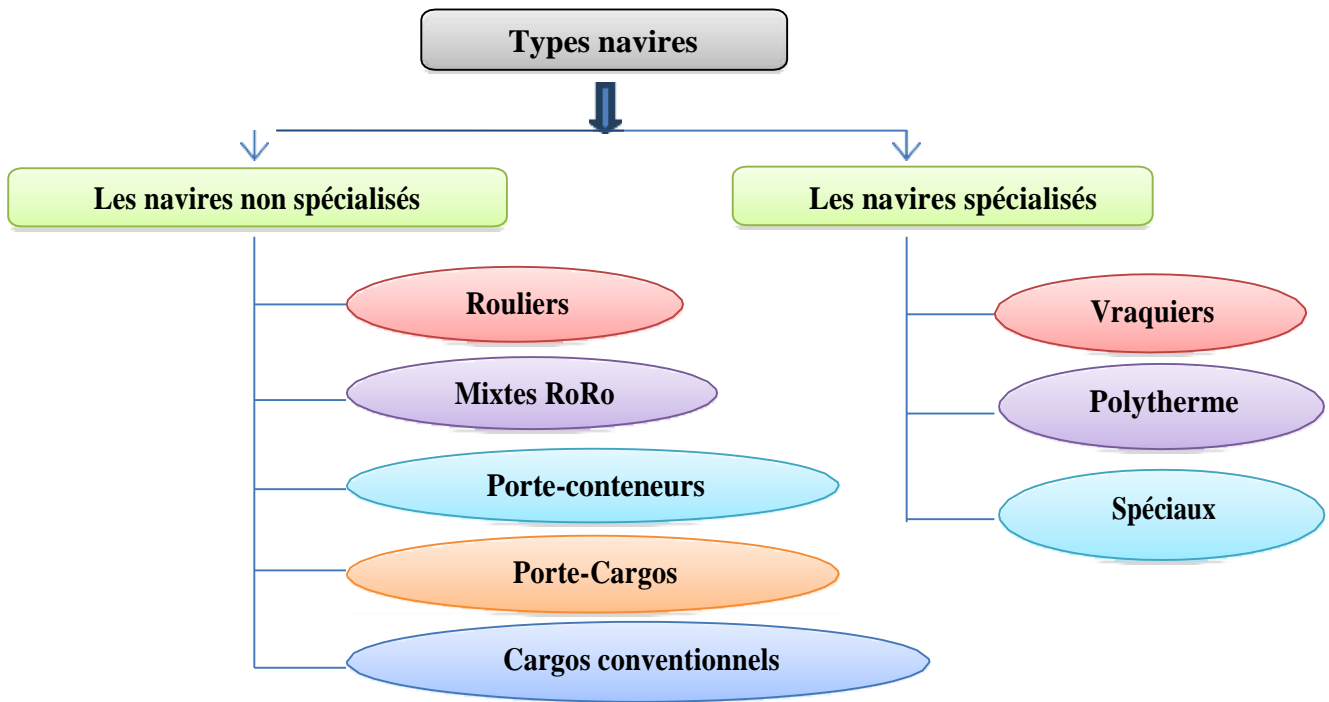 Types navires
Les navires non spécialisés
Les navires spécialisés
Rouliers
Mixtes RoRo
Porte-conteneurs
Porte-Cargos
Cargos conventionnels
Vraquiers
Polytherme
Spéciaux